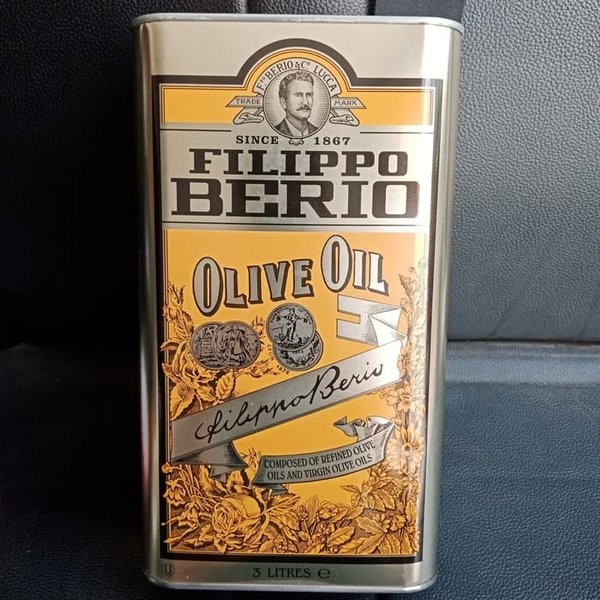 Fpo BERIO & Co. LUCCA
TRADE MARK
SINCE 1867
FILIPPO
BERIO
OLIVE OIL
Filippo Berio
COMPOSED OF REFINED OLIVE
OILS AND VIRGIN OLIVE OILS
U
3 LITRES ℮